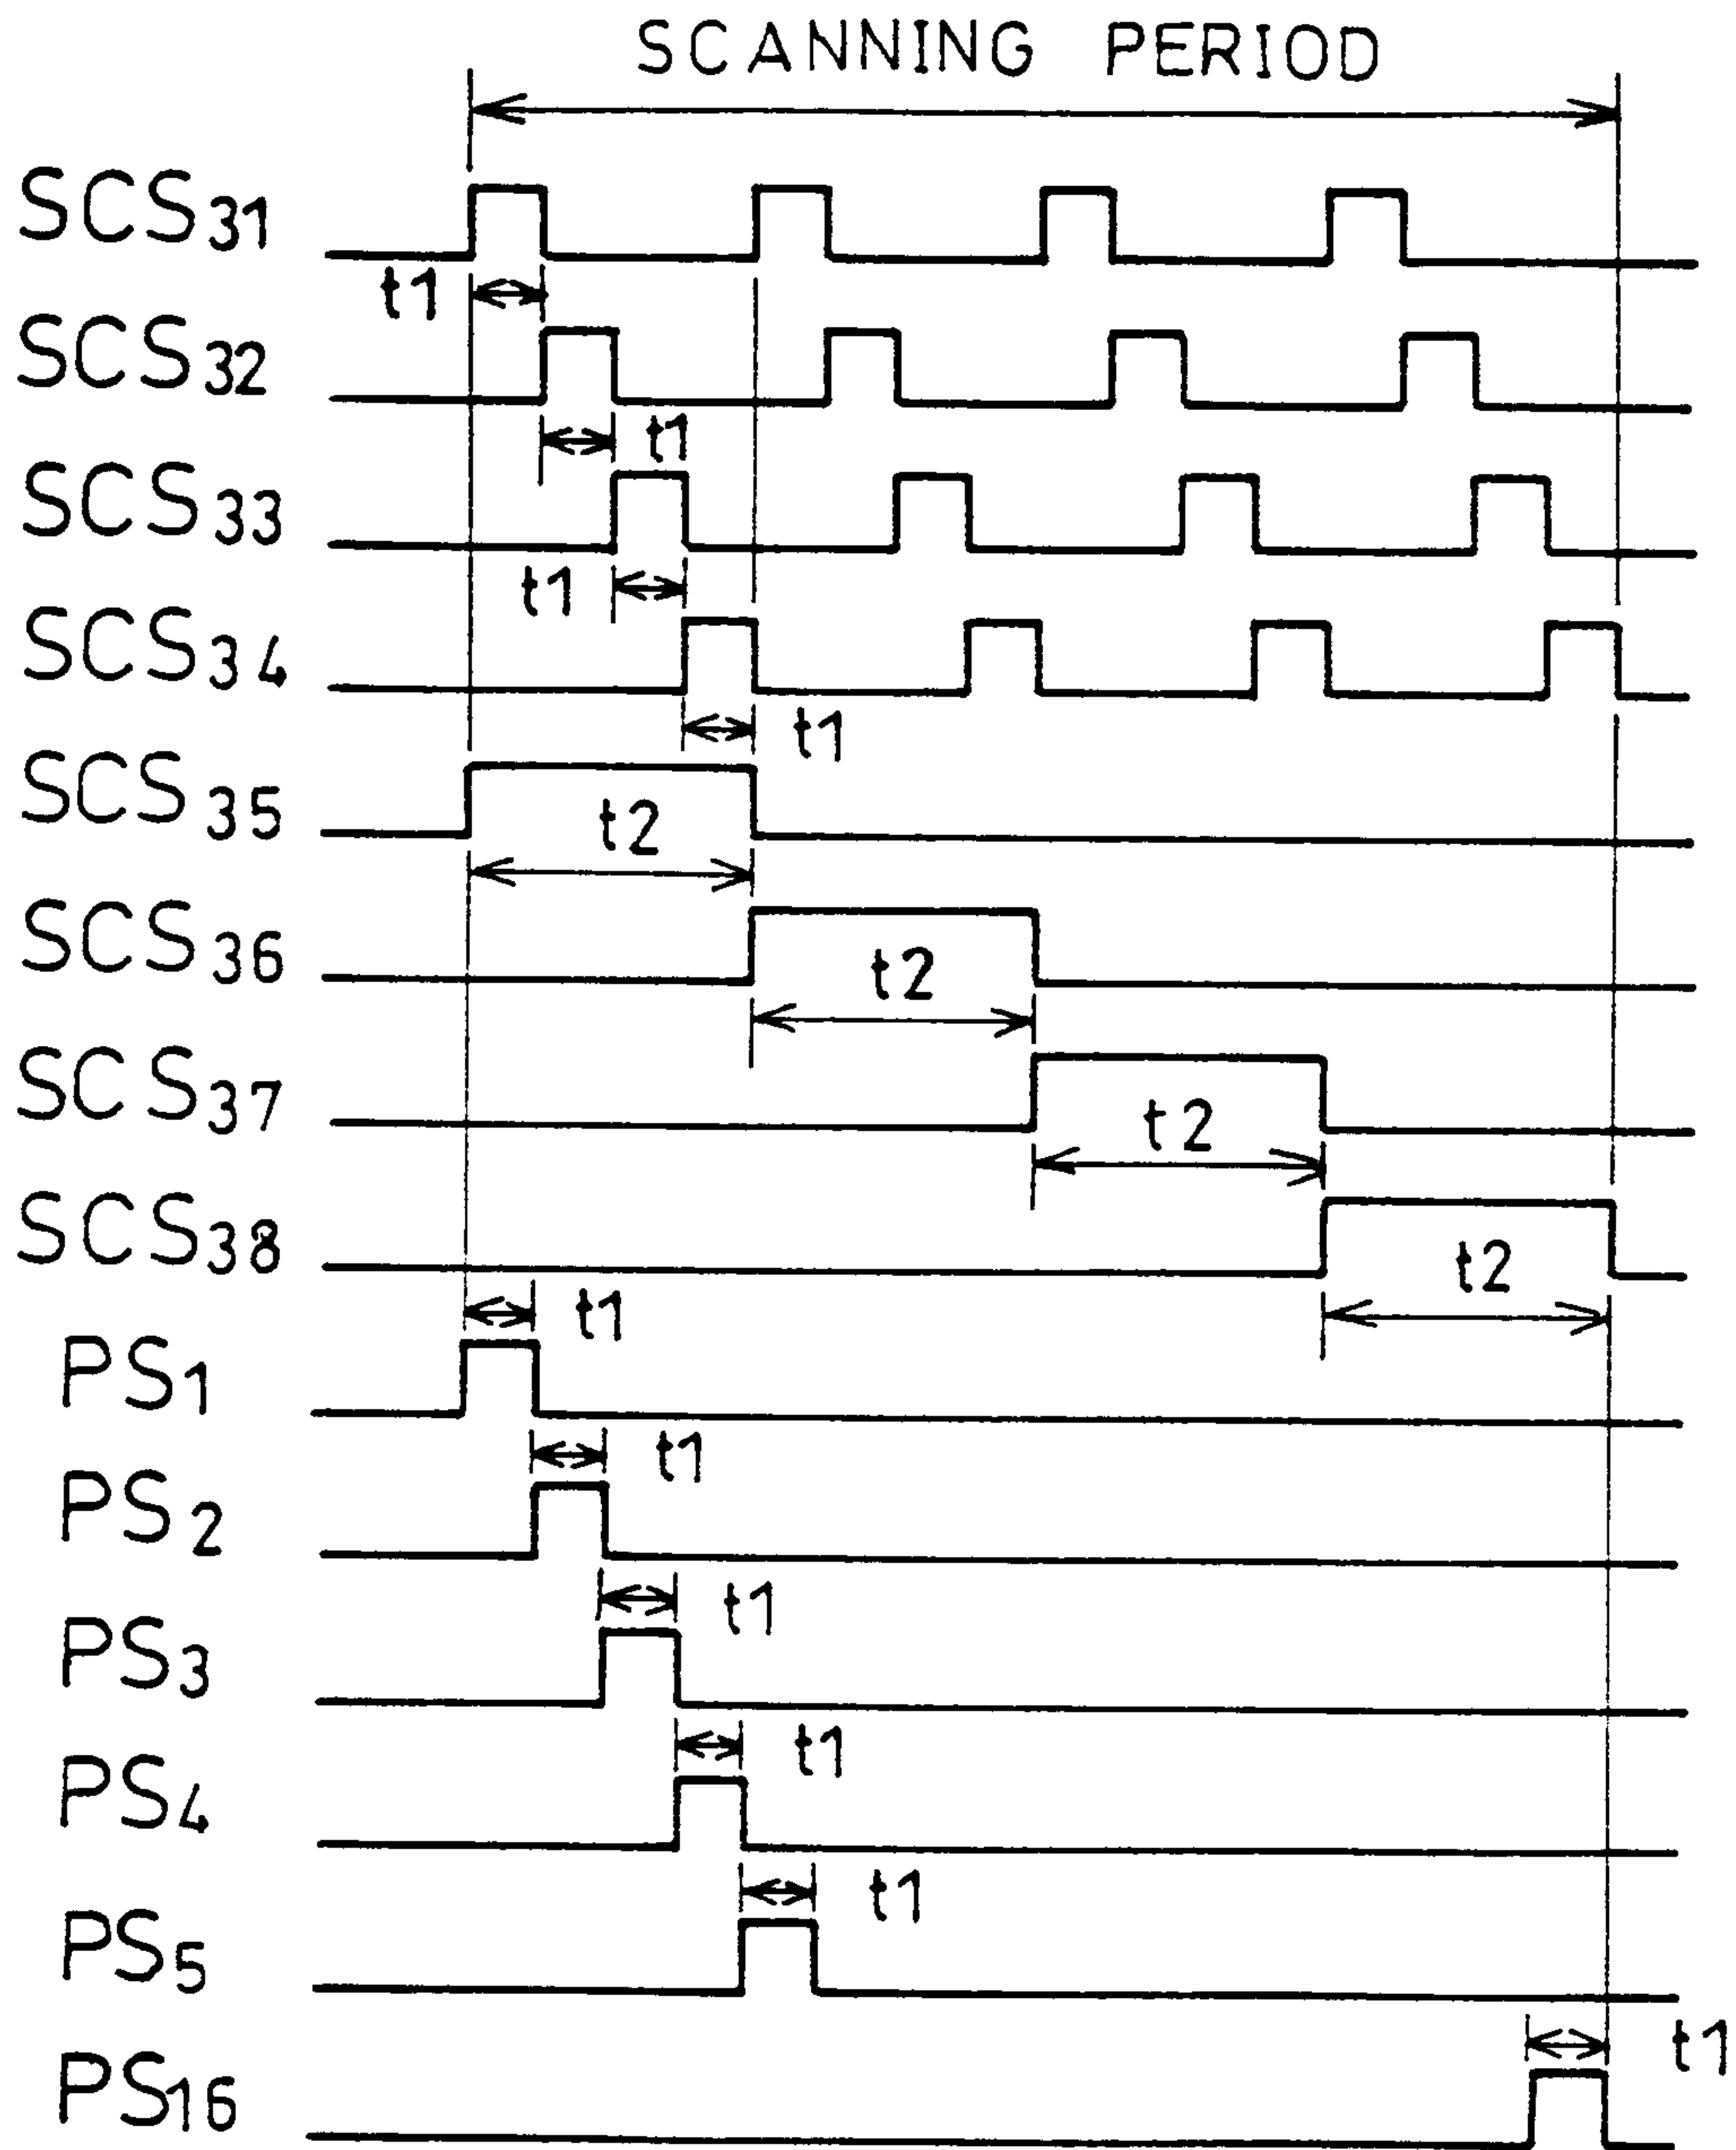 SCANNING PERIOD
SCS31
t1
SCS32
t1
SCS33
t1
SCS34
t1
SCS35
t2
SCS36
t2
SCS37
t2
SCS38
t2
t1
PS1
t1
PS2
t1
PS3
t1
PS4
t1
PS5
t1
PS16